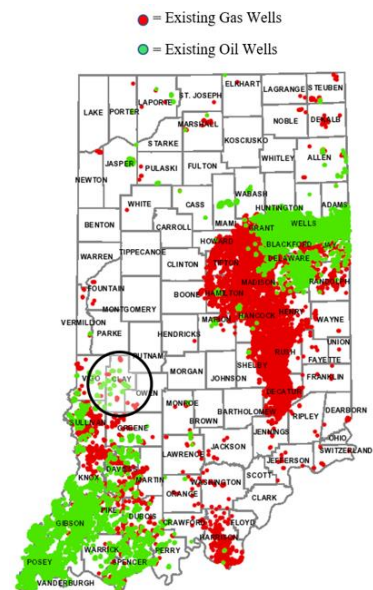 = Existing Gas Wells
= Existing Oil Wells
ELKHART
LAGRANGE
STEUBEN
ST. JOSEPH
LAPORTE
LAKE
PORTER
NOBLE
DEKALB
MARSHALL
KOSCIUSKO
STARKE
WHITLEY
ALLEN
JASPER
PULASKI
FULTON
NEWTON
WABASH
HUNTINGTON
ADAMS
WHITE
CASS
MIAMI
WELLS
GRANT
BENTON
CARROLL
HOWARD
BLACKFORD
JAY
WARREN
TIPPECANOE
CLINTON
TIPTON
DELAWARE
MADISON
RANDOLPH
FOUNTAIN
BOONE
HAMILTON
MONTGOMERY
HENRY
WAYNE
VERMILLION
HANCOCK
MARION
PARKE
HENDRICKS
UNION
RUSH
FAYETTE
PUTNAM
SHELBY
VIGO
CLAY
MORGAN
JOHNSON
FRANKLIN
OWEN
DECATUR
MONROE
BARTHOLOMEW
DEARBORN
BROWN
RIPLEY
SULLIVAN
GREENE
JENNINGS
OHIO
JACKSON
LAWRENCE
SWITZERLAND
JEFFERSON
DAVIESS
MARTIN
SCOTT
KNOX
WASHINGTON
ORANGE
CLARK
PIKE
DUBOIS
GIBSON
CRAWFORD
FLOYD
HARRISON
WARRICK
PERRY
POSEY
SPENCER
VANDERBURGH